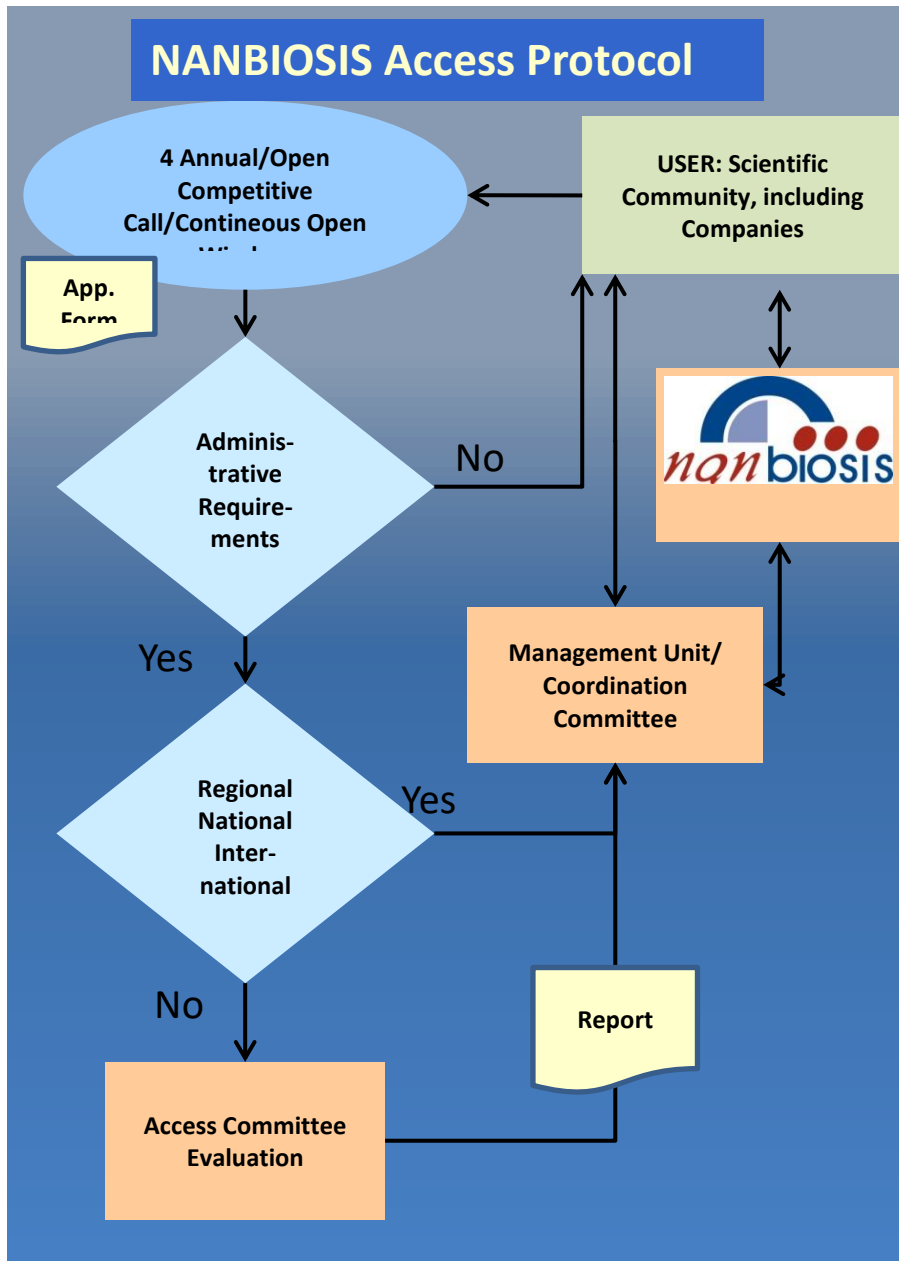 NANBIOSIS Access Protocol
4 Annual/Open
Competitive
Call/Contineous Open
USER: Scientific
Community, including
Companies
App.
Form
Adminis-
trative
Require-
ments
No
nanbiosis
Yes
Management Unit/
Coordination
Committee
Regional
National
Inter-
national
Yes
No
Report
Access Committee
Evaluation